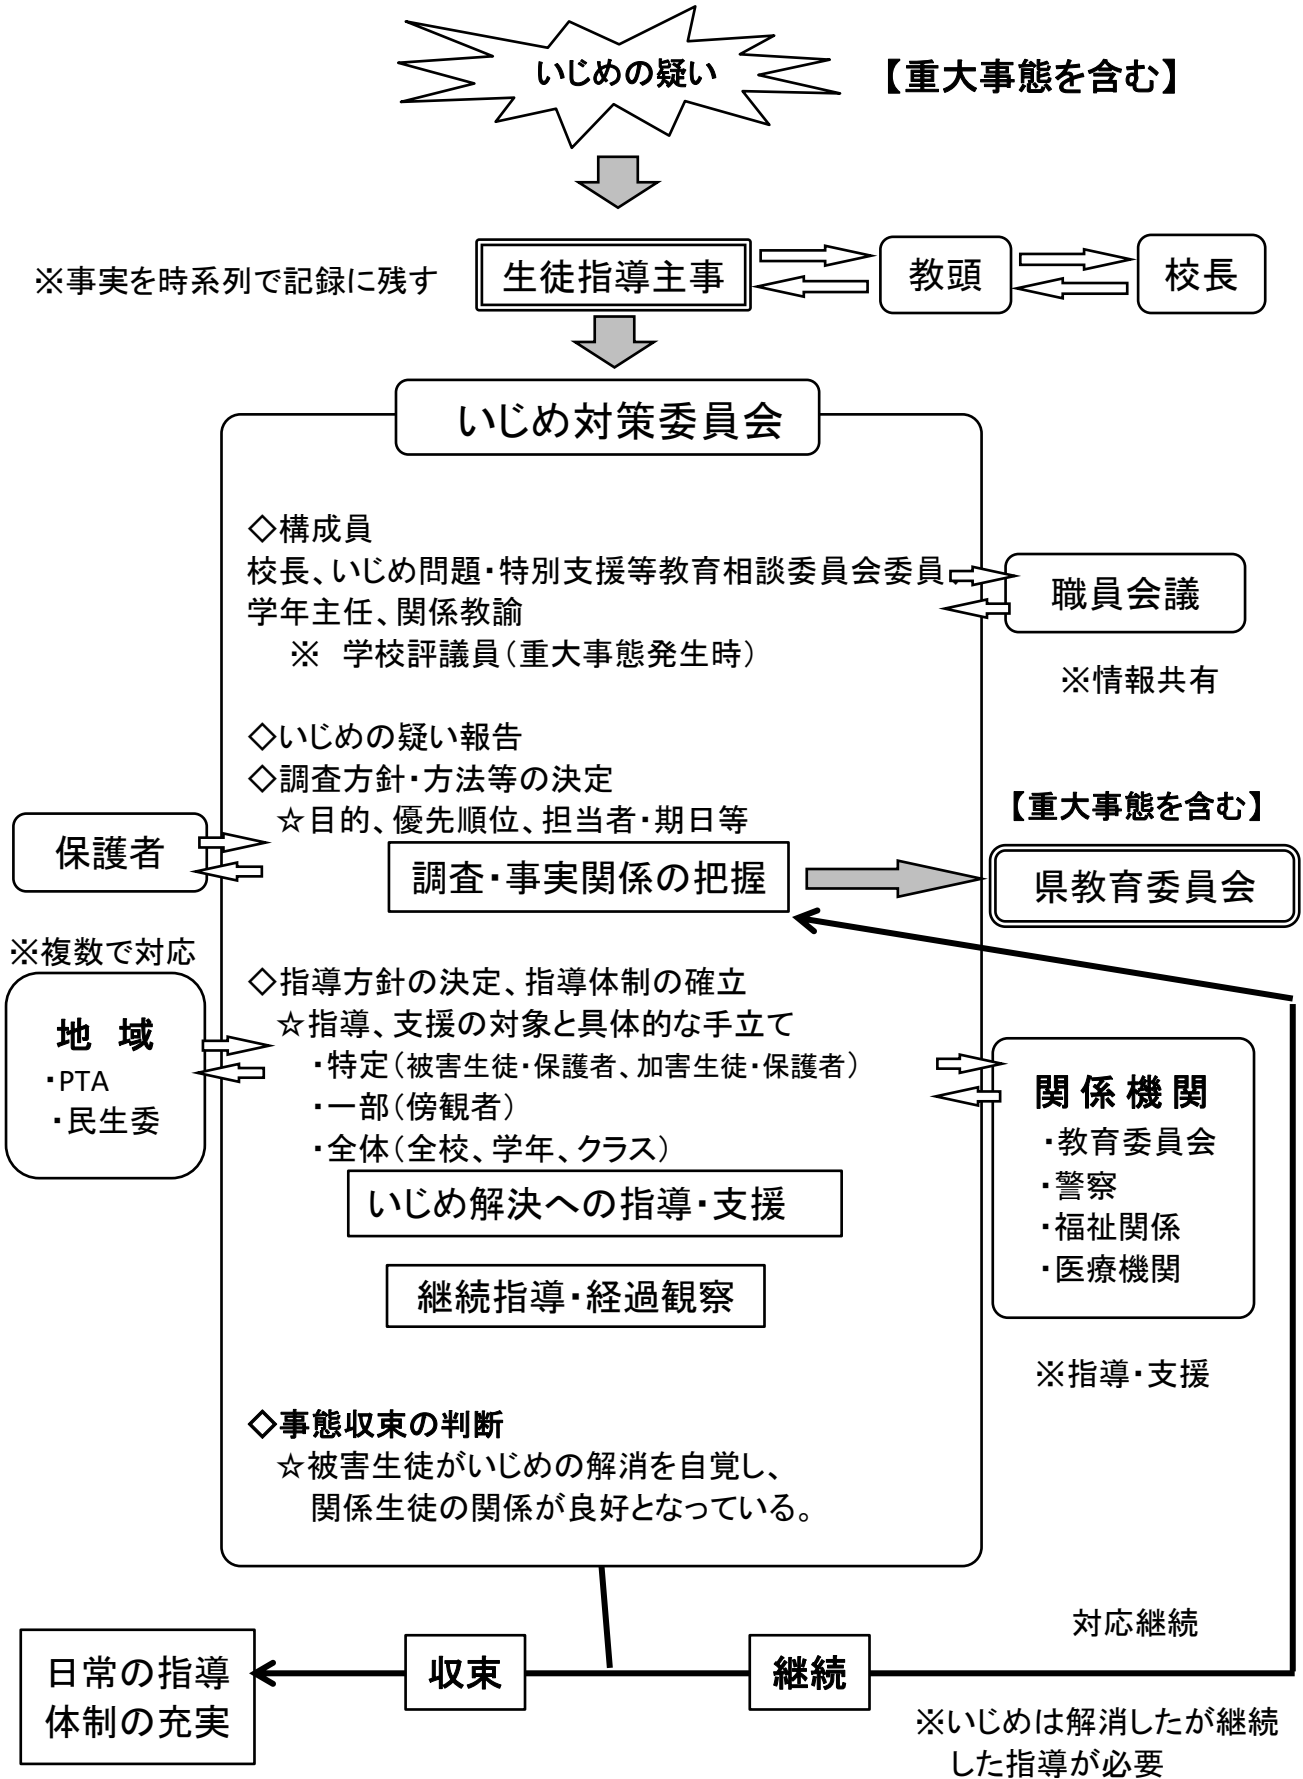 いじめの疑い
【重大事態を含む】
※事実を時系列で記録に残す
生徒指導主事
教頭
校長
いじめ対策委員会
◇構成員
校長、いじめ問題・特別支援等教育相談委員会委員、
学年主任、関係教諭
※ 学校評議員(重大事態発生時)
職員会議
※情報共有
◇いじめの疑い報告
◇調査方針・方法等の決定
☆目的、優先順位、担当者・期日等
調査・事実関係の把握
保護者
※複数で対応
【重大事態を含む】
県教育委員会
◇指導方針の決定、指導体制の確立
☆指導、支援の対象と具体的な手立て
・特定(被害生徒・保護者、加害生徒・保護者)
・一部(傍観者)
・全体(全校、学年、クラス)
いじめ解決への指導・支援
継続指導・経過観察
地 域
・PTA
・民生委
関係機関
・教育委員会
・警察
・福祉関係
・医療機関
※指導・支援
◇事態収束の判断
☆被害生徒がいじめの解消を自覚し、
関係生徒の関係が良好となっている。
対応継続
日常の指導
体制の充実
収束
継続
※いじめは解消したが継続
した指導が必要